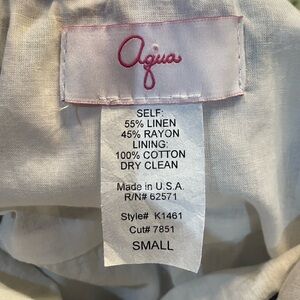 Aqua
SELF:
55% LINEN
45% RAYON
LINING:
100% COTTON
DRY CLEAN
Made in U.S.A.
R/N# 62571
Style# K1461
Cut# 7851
SMALL